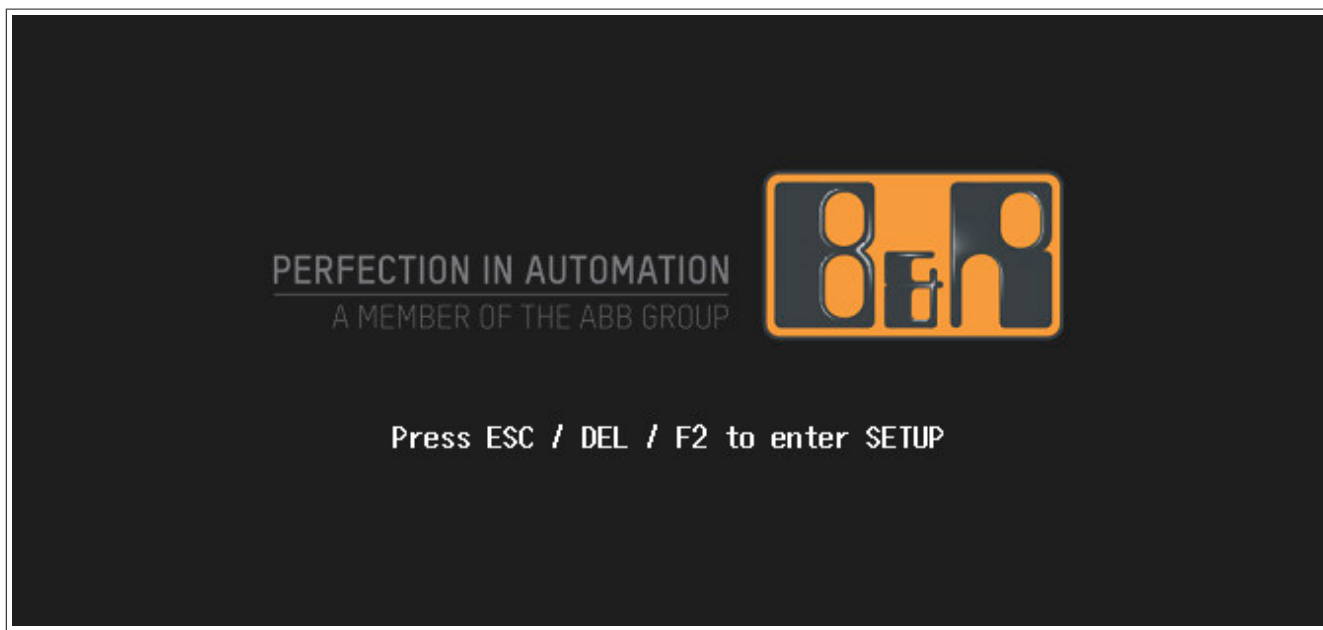 PERFECTION IN AUTOMATION
A MEMBER OF THE ABB GROUP
B&R
Press ESC / DEL / F2 to enter SETUP